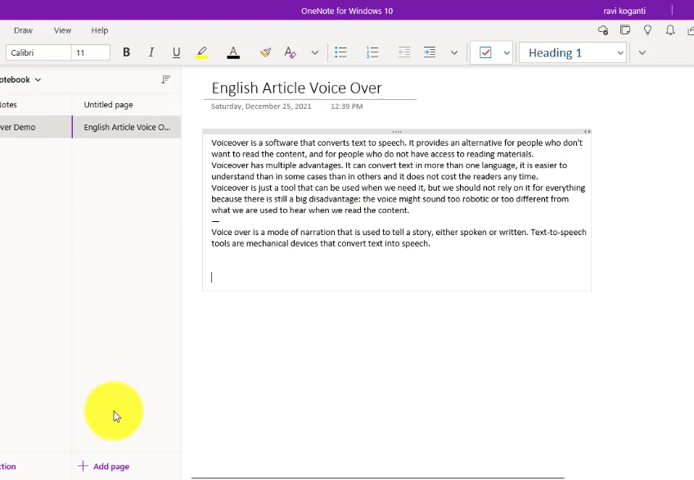 OneNote for Windows 10
ravi koganti
Draw View Help
Calibri 11 B I U A A Heading 1
otebook
Notes Untitled page
ver Demo English Article Voice O...
English Article Voice Over
Saturday, December 25, 2021 12:39 PM
Voiceover is a software that converts text to speech. It provides an alternative for people who don't
want to read the content, and for people who do not have access to reading materials.
Voiceover has multiple advantages. It can convert text in more than one language, it is easier to
understand than in some cases than in others and it does not cost the readers any time.
Voiceover is just a tool that can be used when we need it, but we should not rely on it for everything
because there is still a big disadvantage: the voice might sound too robotic or too different from
what we are used to hear when we read the content.
—
Voice over is a mode of narration that is used to tell a story, either spoken or written. Text-to-speech
tools are mechanical devices that convert text into speech.
ction + Add page